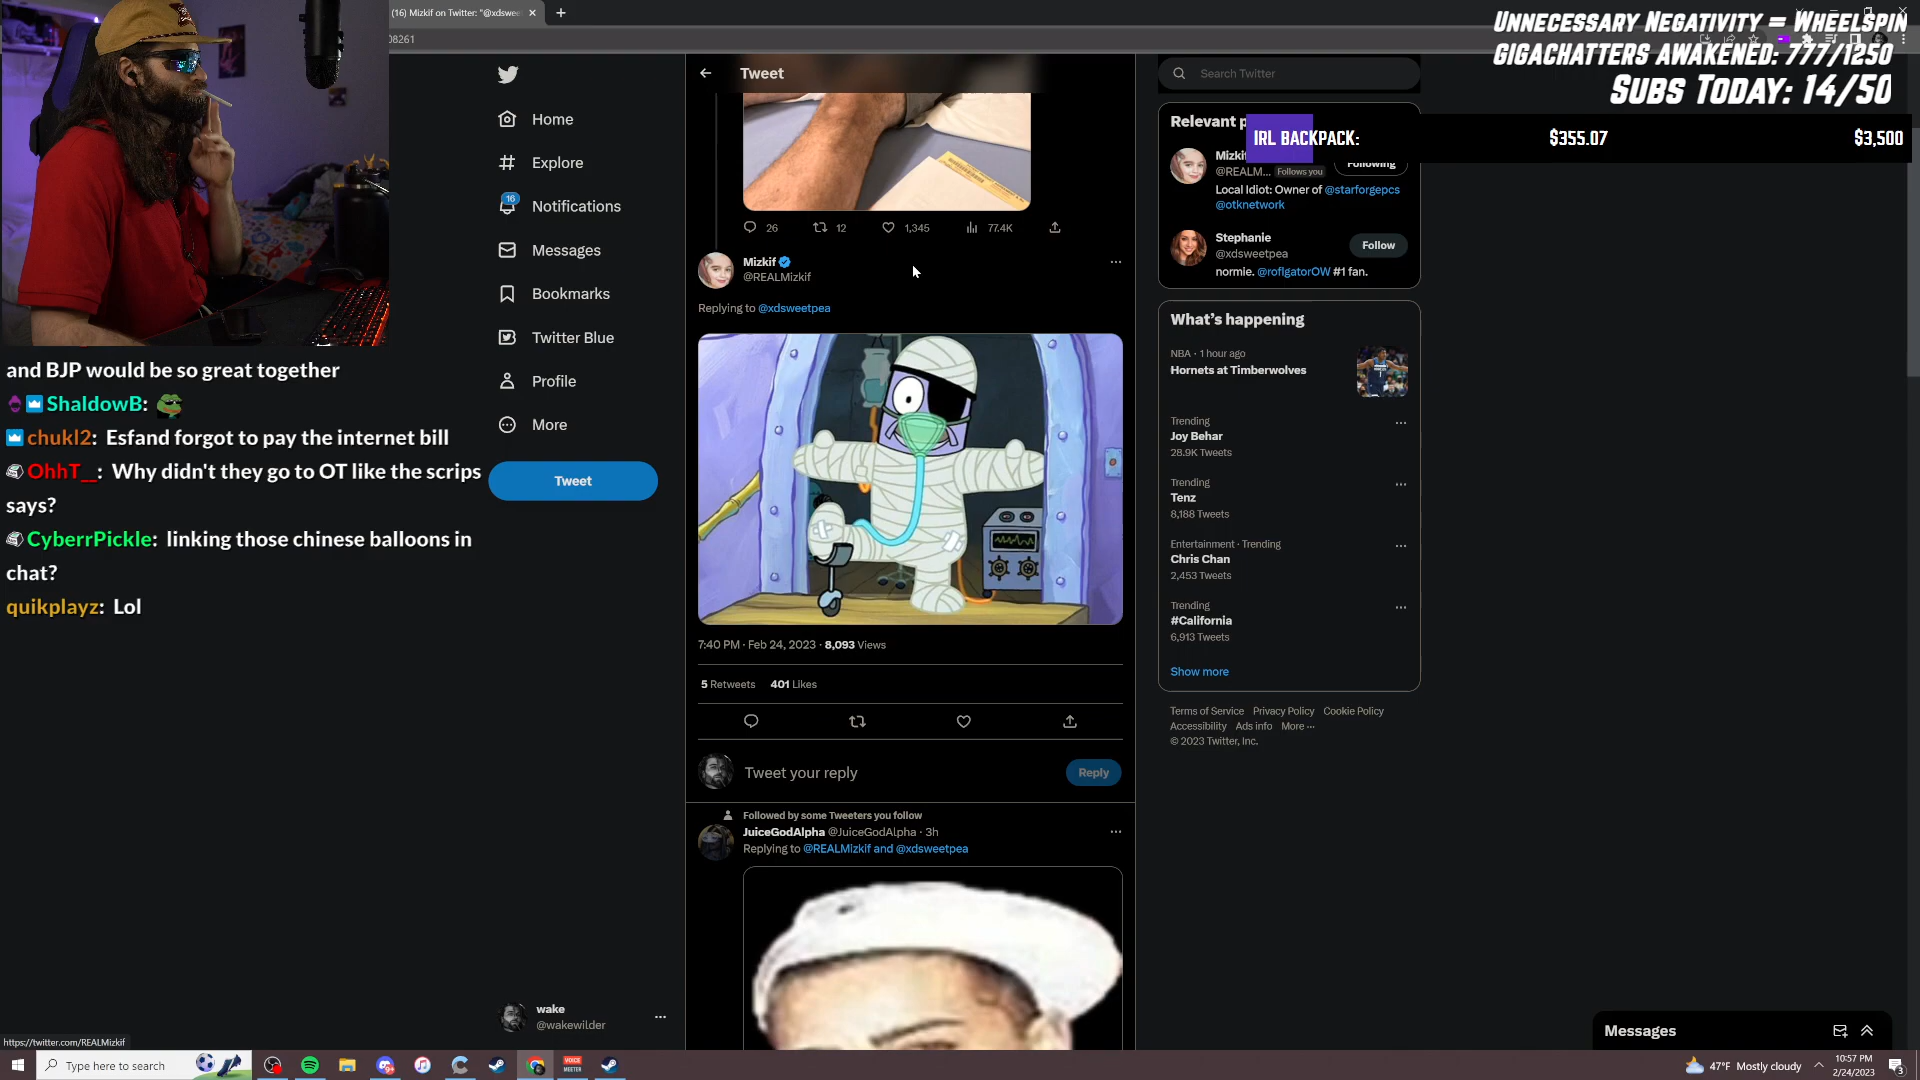 (16) Mizkif on Twitter: "@xdswee
08261
UNNECESSARY NEGATIVITY = WHEELSPIN
GIGACHATTERS AWAKENED: 777/1250
SUBS TODAY: 14/50
IRL BACKPACK: $355.07 $3,500
and BJP would be so great together
ShaldowB:
chukl2: Esfand forgot to pay the internet bill
OhhT__: Why didn't they go to OT like the scrips
says?
CyberrPickle: linking those chinese balloons in
chat?
quikplayz: Lol
Home
Explore
16
Notifications
Messages
Bookmarks
Twitter Blue
Profile
More
Tweet
wake
@wakewilder
Tweet
26 12 1,345 77.4K
Mizkif
@REALMizkif
Replying to @xdsweetpea
7:40 PM · Feb 24, 2023 · 8,093 Views
5 Retweets 401 Likes
Tweet your reply
Reply
Followed by some Tweeters you follow
JuiceGodAlpha @JuiceGodAlpha · 3h
Replying to @REALMizkif and @xdsweetpea
Search Twitter
Relevant p
Mizki
@REALM... Follows you
Following
Local Idiot: Owner of @starforgepcs
@otknetwork
Stephanie
@xdsweetpea
Follow
normie. @roflgatorOW #1 fan.
What's happening
NBA · 1 hour ago
Hornets at Timberwolves
Trending
Joy Behar
28.9K Tweets
Trending
Tenz
8,188 Tweets
Entertainment · Trending
Chris Chan
2,453 Tweets
Trending
#California
6,913 Tweets
Show more
Terms of Service Privacy Policy Cookie Policy
Accessibility Ads info More ···
© 2023 Twitter, Inc.
Messages
https://twitter.com/REALMizkif
Type here to search
VOICE
MEETER
47°F Mostly cloudy
10:57 PM
2/24/2023
3